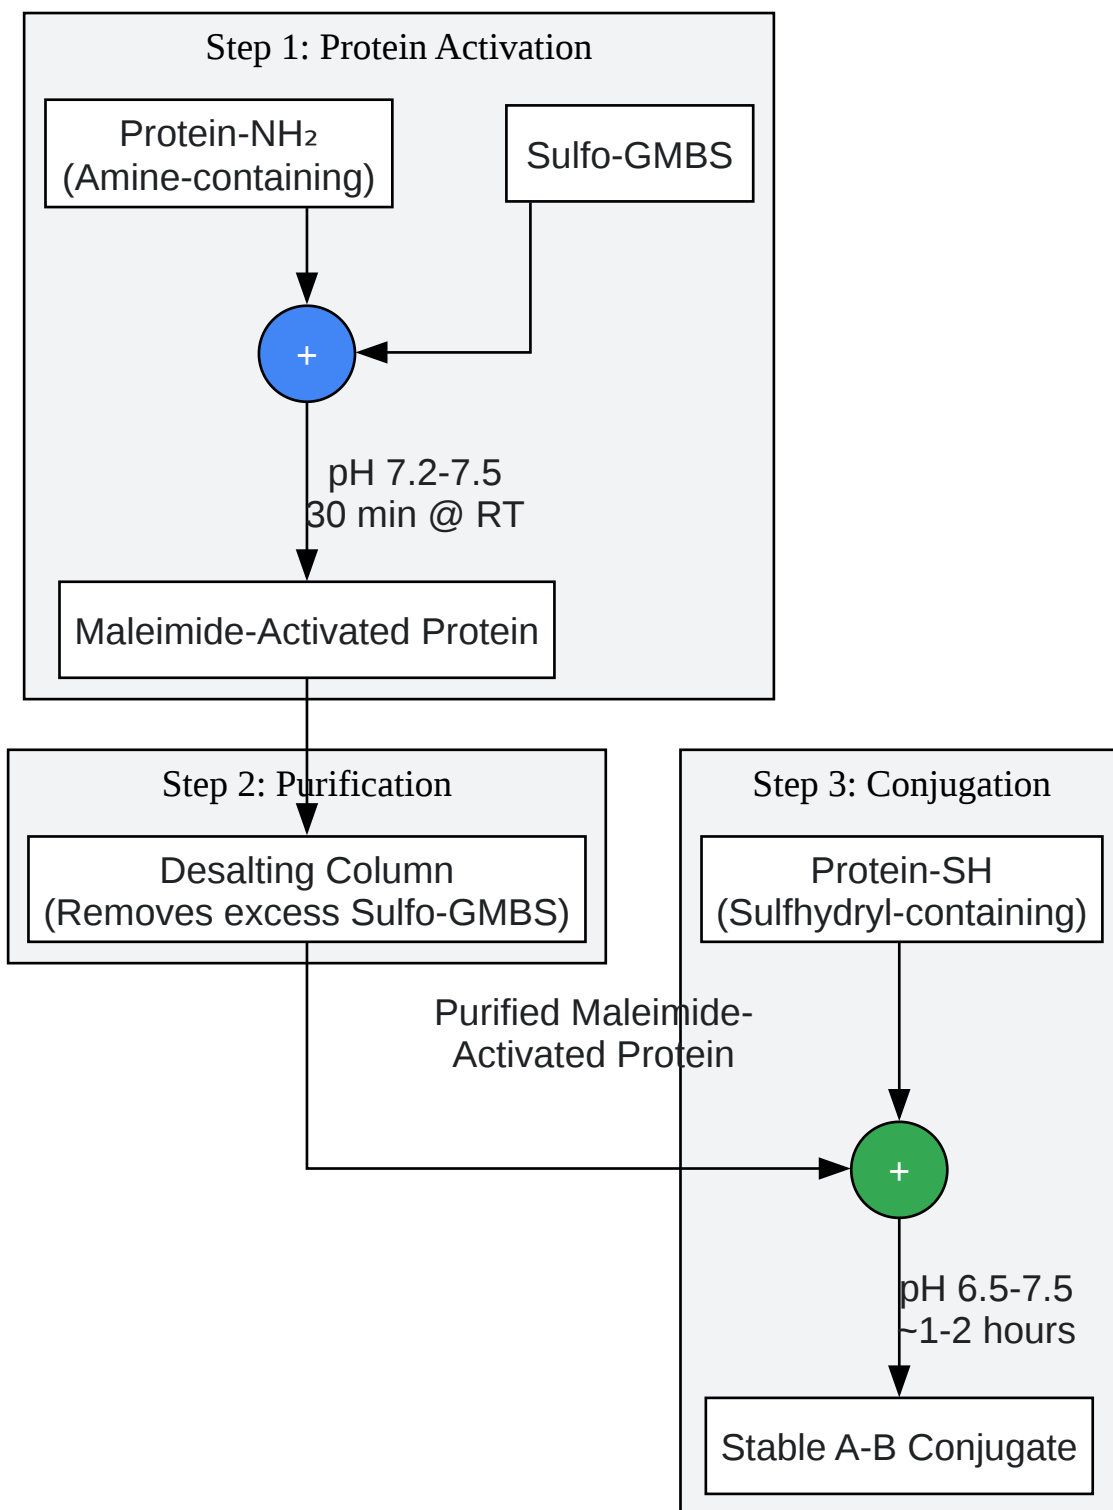 Step 1: Protein Activation
Protein-NH₂
(Amine-containing)
Sulfo-GMBS
+
pH 7.2-7.5
30 min @ RT
Maleimide-Activated Protein
Step 2: Purification
Desalting Column
(Removes excess Sulfo-GMBS)
Step 3: Conjugation
Protein-SH
(Sulfhydryl-containing)
Purified Maleimide-
Activated Protein
+
pH 6.5-7.5
~1-2 hours
Stable A-B Conjugate